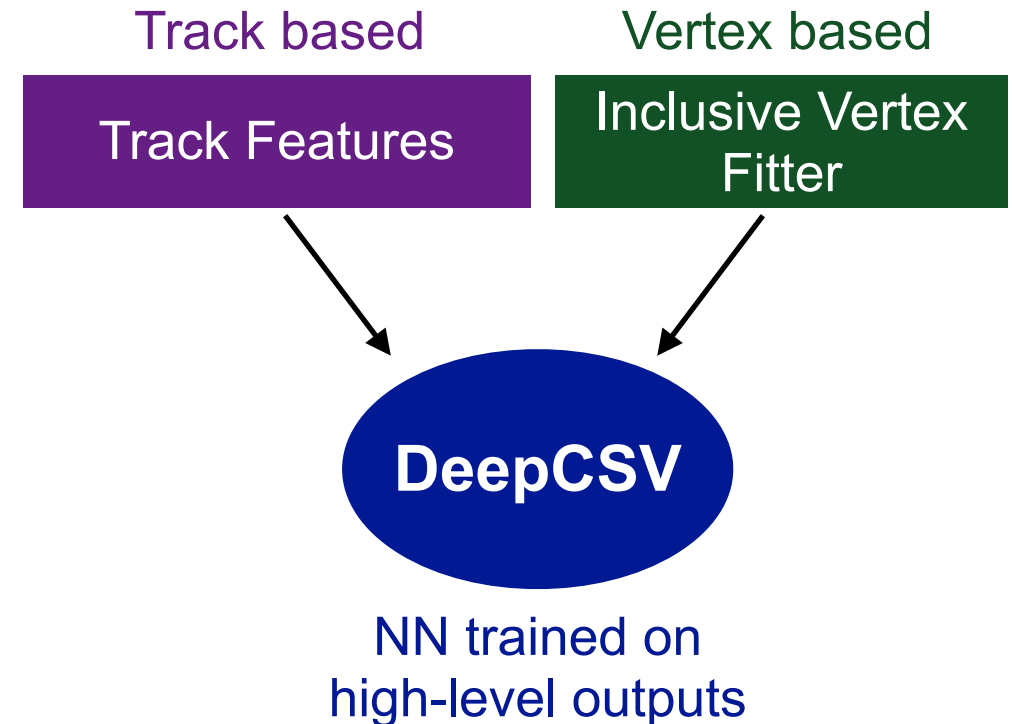 Track based
Vertex based
Track Features
Inclusive Vertex
Fitter
DeepCSV
NN trained on
high-level outputs